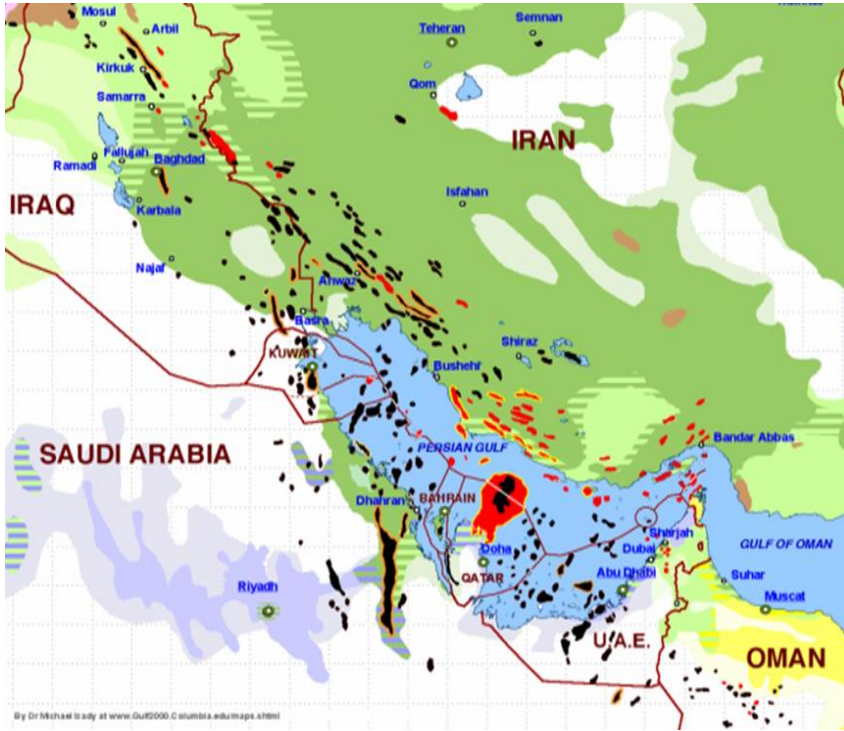 Mosul
Arbil
Semnan
Teheran
Kirkuk
Qom
Samarra
IRAN
Fallujah
Baghdad
Ramadi
Isfahan
IRAQ
Karbala
Najaf
Ahwaz
Basra
Shiraz
KUWAIT
Bushehr
Bandar Abbas
SAUDI ARABIA
PERSIAN GULF
BAHRAIN
Dhahran
Sharjah
GULF OF OMAN
Doha
Dubai
QATAR
Abu Dhabi
Suhar
Riyadh
Muscat
U.A.E.
OMAN
By Dr Michael Izady at www.Gulf2000.Columbia.edu/maps.shtml